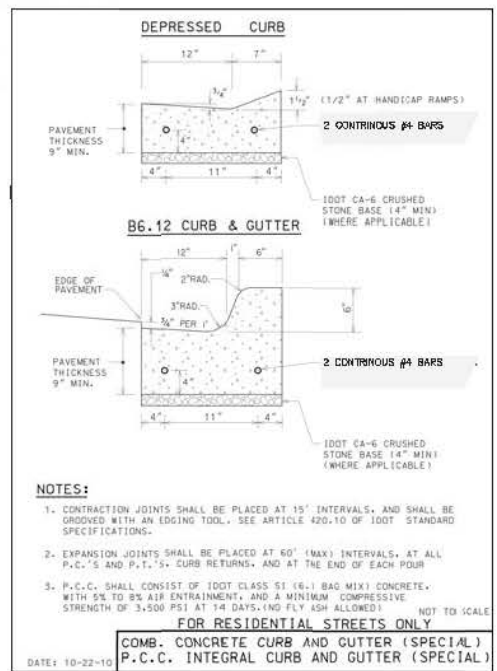 DEPRESSED CURB
12"
7"
3/4"
1 1/2"
(1/2" AT HANDICAP RAMPS)
PAVEMENT
THICKNESS
9" MIN.
4"
2 CONTRINOUS #4 BARS
4"
11"
4"
IDOT CA-6 CRUSHED
STONE BASE (4" MIN)
(WHERE APPLICABLE)
B6.12 CURB & GUTTER
12"
1"
6"
EDGE OF
PAVEMENT
2"RAD.
3"RAD.
3/4" PER 1'
6"
PAVEMENT
THICKNESS
9" MIN.
4"
2 CONTRINOUS #4 BARS
4"
11"
4"
IDOT CA-6 CRUSHED
STONE BASE (4" MIN)
(WHERE APPLICABLE)
NOTES:
1. CONTRACTION JOINTS SHALL BE PLACED AT 15' INTERVALS, AND SHALL BE
GROOVED WITH AN EDGING TOOL. SEE ARTICLE 420.10 OF IDOT STANDARD
SPECIFICATIONS.
2. EXPANSION JOINTS SHALL BE PLACED AT 60' (MAX) INTERVALS, AT ALL
P.C.'S AND P.T.'S, CURB RETURNS, AND AT THE END OF EACH POUR
3. P.C.C. SHALL CONSIST OF IDOT CLASS SI (6.1 BAG MIX) CONCRETE,
WITH 5% TO 8% AIR ENTRAINMENT, AND A MINIMUM COMPRESSIVE
STRENGTH OF 3,500 PSI AT 14 DAYS.(NO FLY ASH ALLOWED)
NOT TO SCALE
FOR RESIDENTIAL STREETS ONLY
COMB. CONCRETE CURB AND GUTTER (SPECIAL)
P.C.C. INTEGRAL CURB AND GUTTER (SPECIAL)
DATE: 10-22-10